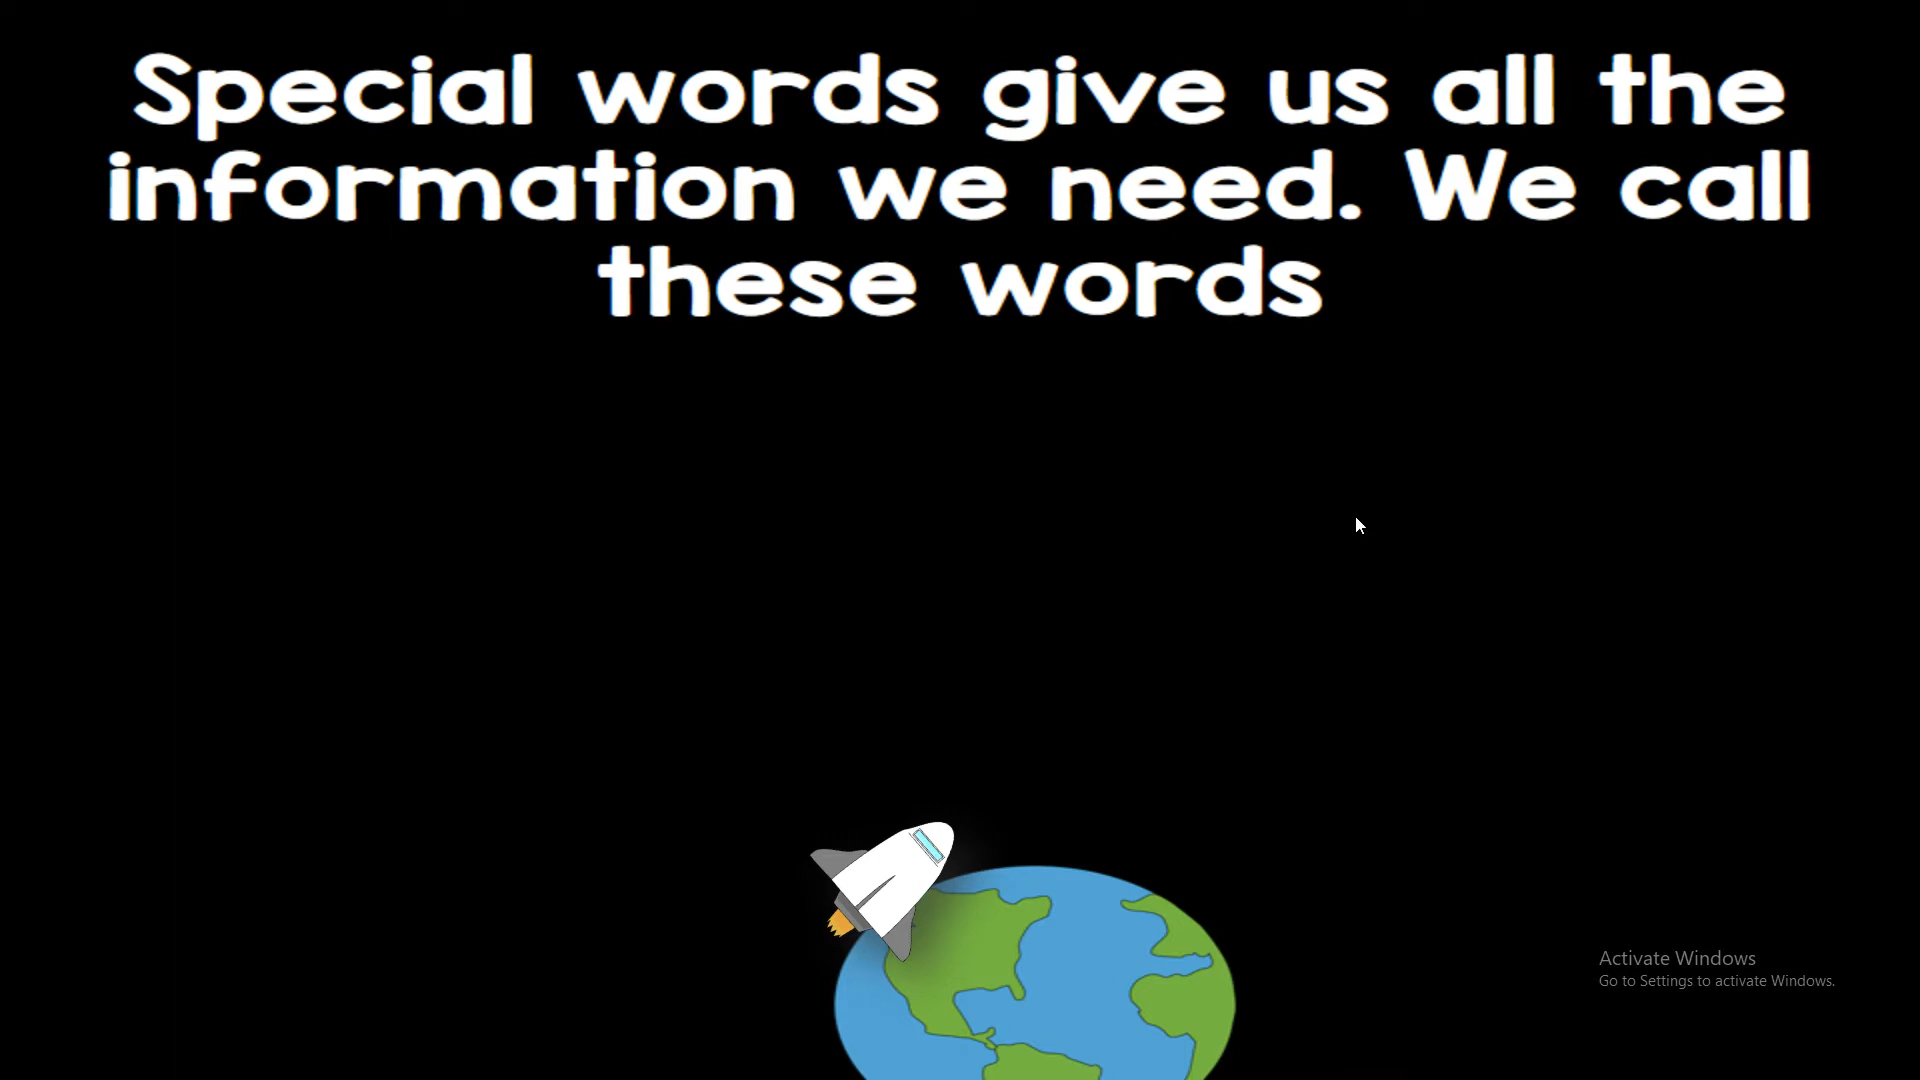 Special words give us all the
information we need. We call
these words
Activate Windows
Go to Settings to activate Windows.